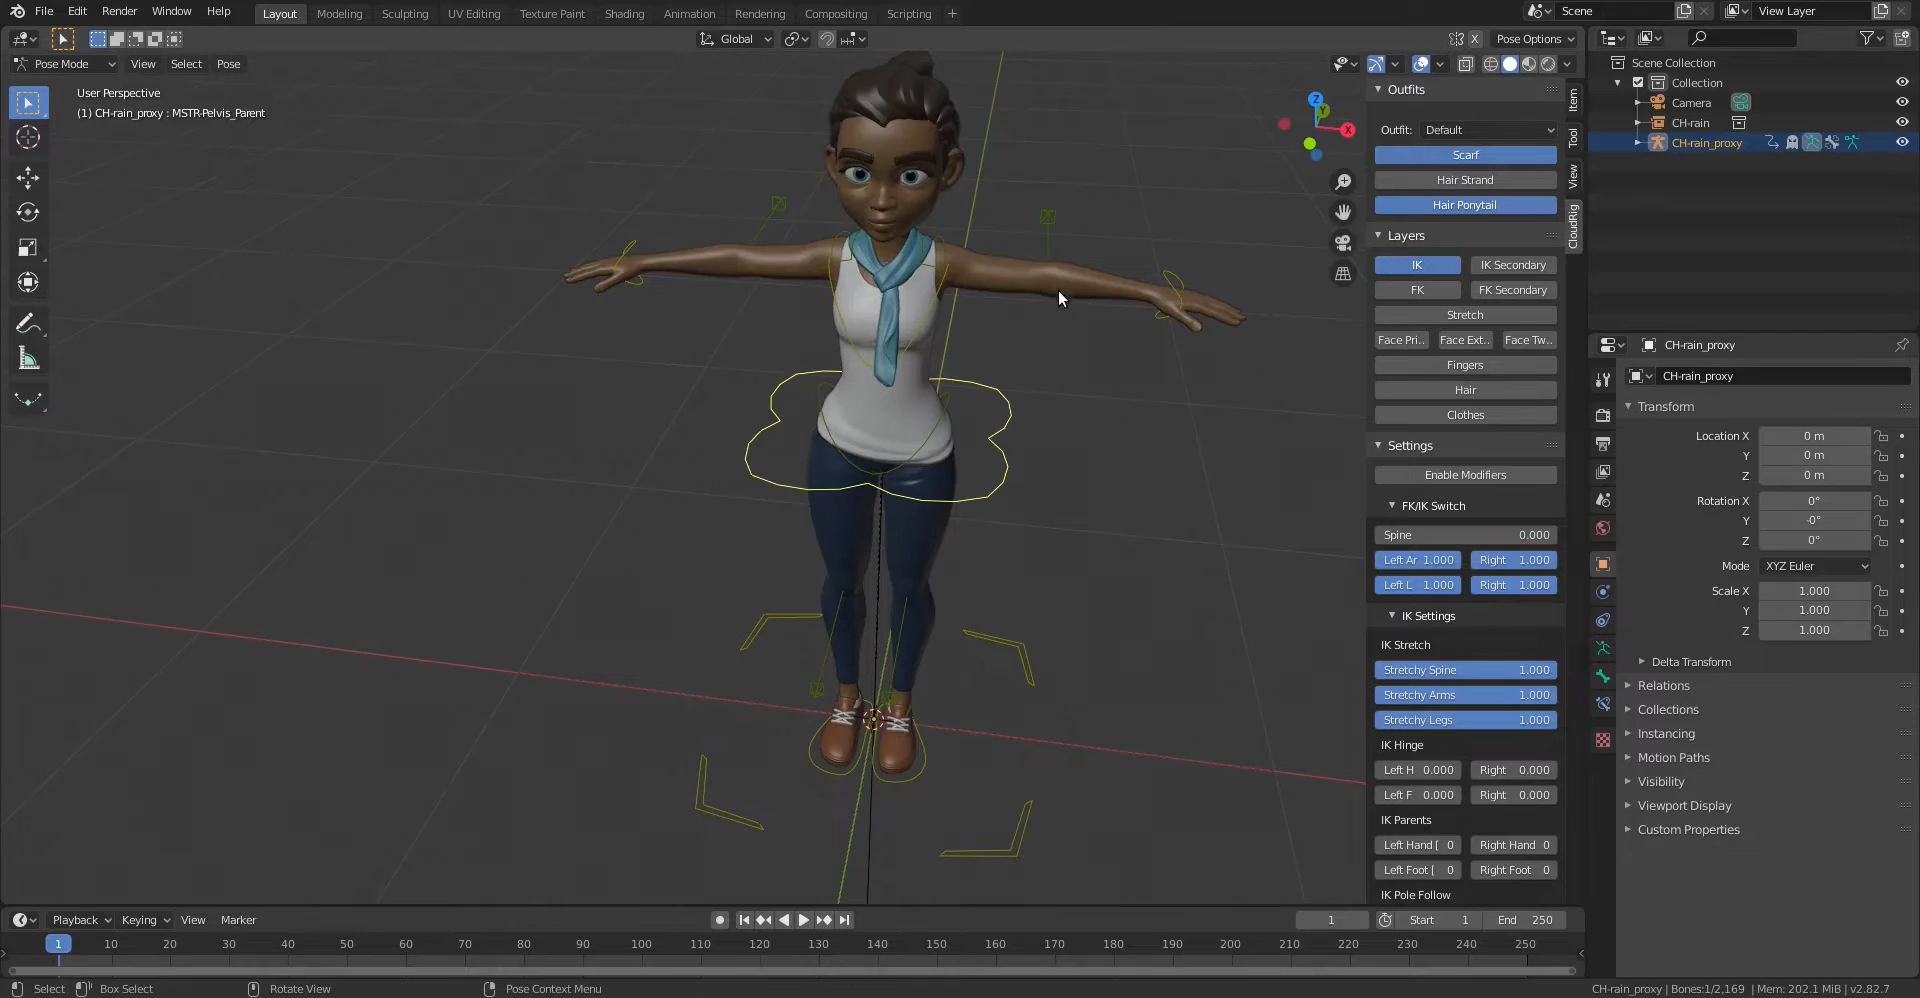 File Edit Render Window Help Layout Modeling Sculpting UV Editing Texture Paint Shading Animation Rendering Compositing Scripting + Scene View Layer
Global X Pose Options
Pose Mode View Select Pose
User Perspective
(1) CH-rain_proxy : MSTR-Pelvis_Parent
Z
Y
X
Outfits
Outfit: Default
Scarf
Hair Strand
Hair Ponytail
Layers
IK IK Secondary
FK FK Secondary
Stretch
Face Pri.. Face Ext.. Face Tw..
Fingers
Hair
Clothes
Settings
Enable Modifiers
FK/IK Switch
Spine 0.000
Left Ar 1.000 Right 1.000
Left L 1.000 Right 1.000
IK Settings
IK Stretch
Stretchy Spine 1.000
Stretchy Arms 1.000
Stretchy Legs 1.000
IK Hinge
Left H 0.000 Right 0.000
Left F 0.000 Right 0.000
IK Parents
Left Hand [ 0 Right Hand 0
Left Foot [ 0 Right Foot 0
IK Pole Follow
Item
Tool
View
CloudRig
Scene Collection
Collection
Camera
CH-rain
CH-rain_proxy
CH-rain_proxy
CH-rain_proxy
Transform
Location X 0 m
Y 0 m
Z 0 m
Rotation X 0°
Y -0°
Z 0°
Mode XYZ Euler
Scale X 1.000
Y 1.000
Z 1.000
Delta Transform
Relations
Collections
Instancing
Motion Paths
Visibility
Viewport Display
Custom Properties
Playback Keying View Marker 1 Start 1 End 250
1 10 20 30 40 50 60 70 80 90 100 110 120 130 140 150 160 170 180 190 200 210 220 230 240 250
Select Box Select Rotate View Pose Context Menu CH-rain_proxy | Bones:1/2,169 | Mem: 202.1 MiB | v2.82.7